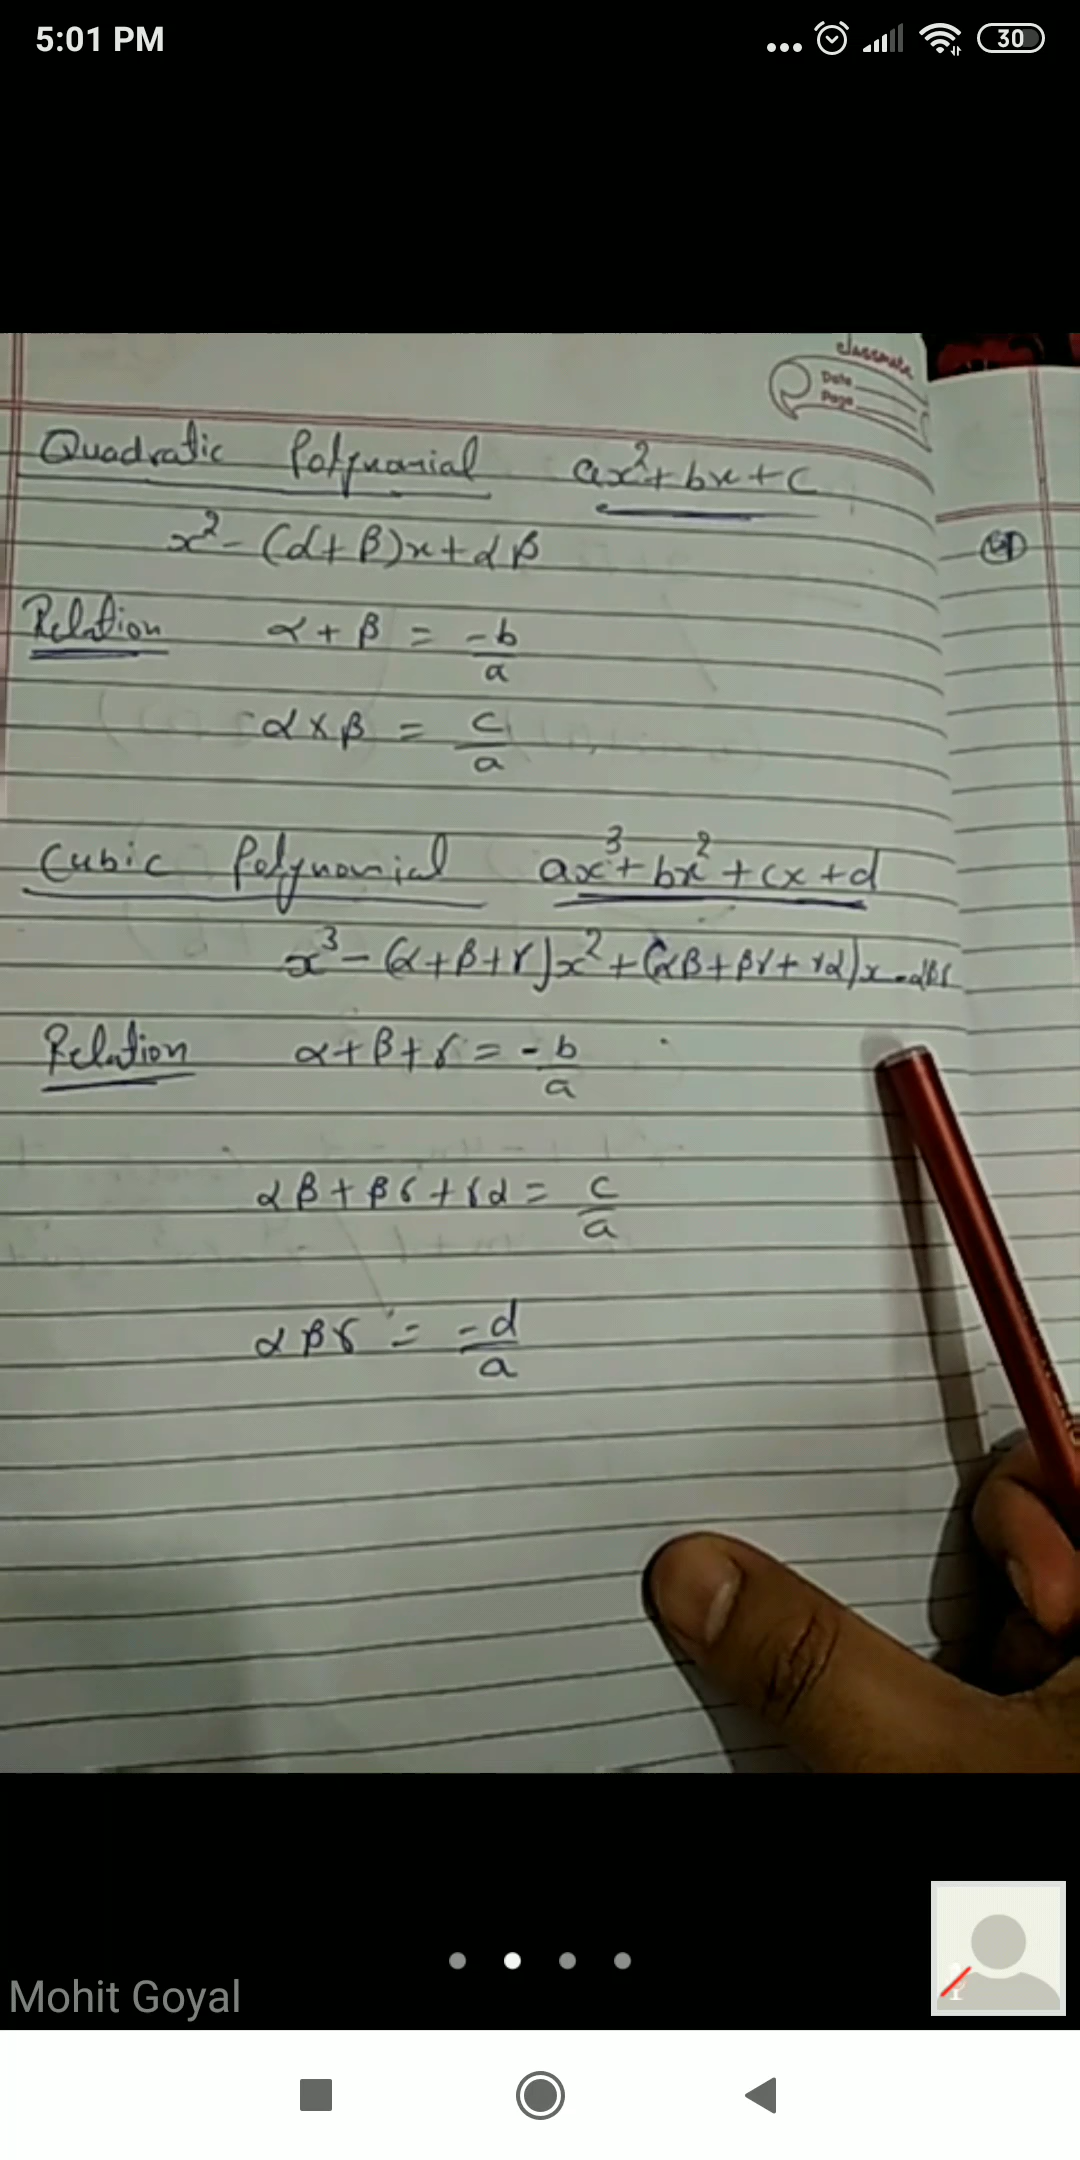 5:01 PM
30
classmate
Date
Page
Quadratic Polynomial ax²+bx+c
x² - (α+β)x+αβ
Relation α + β = -b/a
α x β = c/a
Cubic Polynomial ax³+bx²+cx+d
x³ - (α+β+γ)x²+(αβ+βγ+γα)x-αβγ
Relation α+β+γ = -b/a
αβ+βγ+γα = c/a
αβγ = -d/a
Mohit Goyal